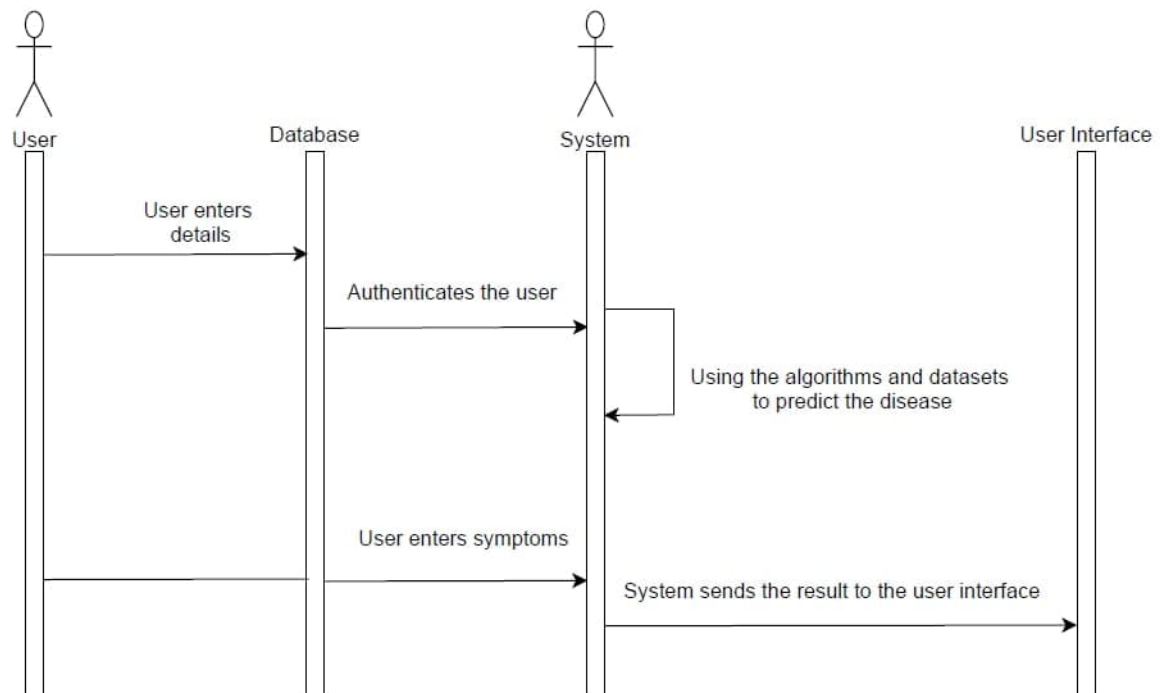 User
Database
System
User Interface
User enters
details
Authenticates the user
Using the algorithms and datasets
to predict the disease
User enters symptoms
System sends the result to the user interface